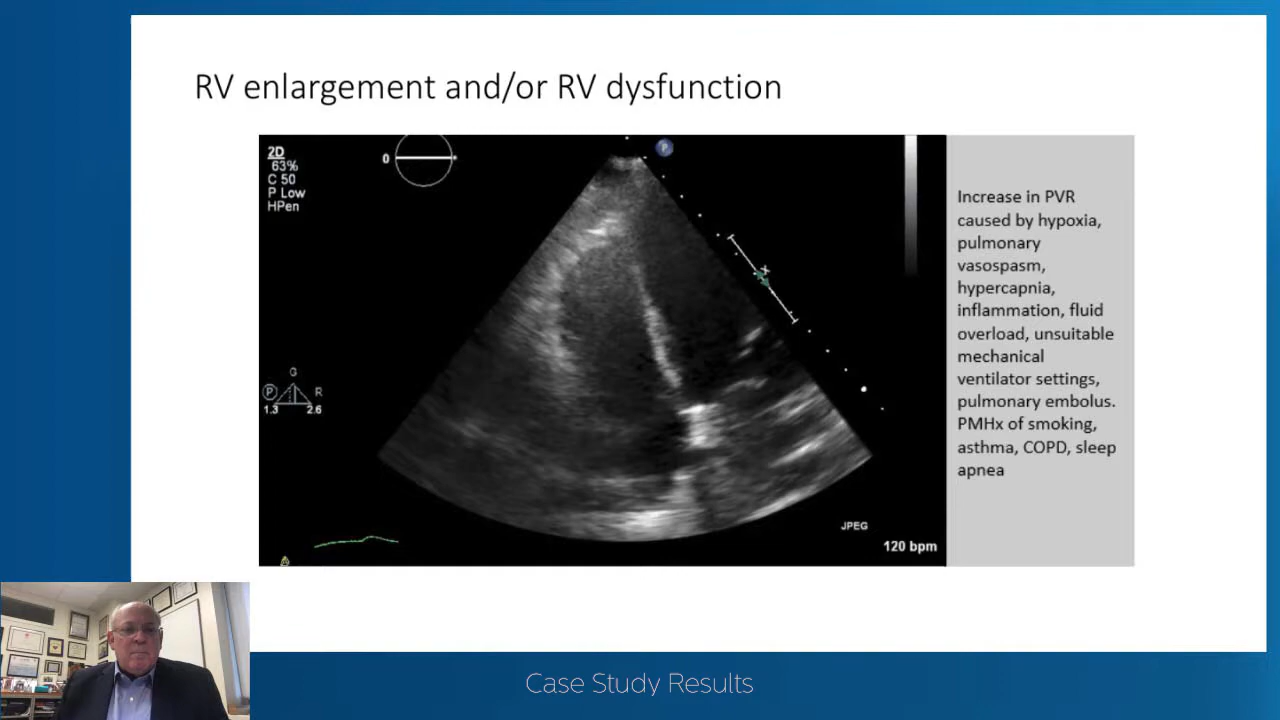 RV enlargement and/or RV dysfunction
2D
63%
C 50
P Low
HPen
0
P
G
P
R
1.3
2.6
JPEG
120 bpm
Increase in PVR
caused by hypoxia,
pulmonary
vasospasm,
hypercapnia,
inflammation, fluid
overload, unsuitable
mechanical
ventilator settings,
pulmonary embolus.
PMHx of smoking,
asthma, COPD, sleep
apnea
Case Study Results